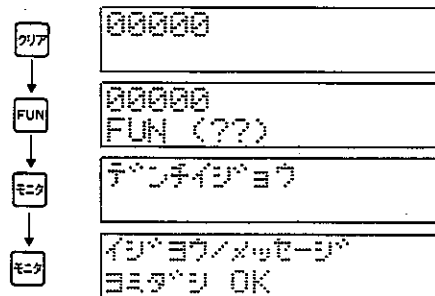 クリア
00000
FUN
00000
FUN (??)
モニタ
デンチイジョウ
モニタ
イジョウ/メッセージ
ヨミダシ OK